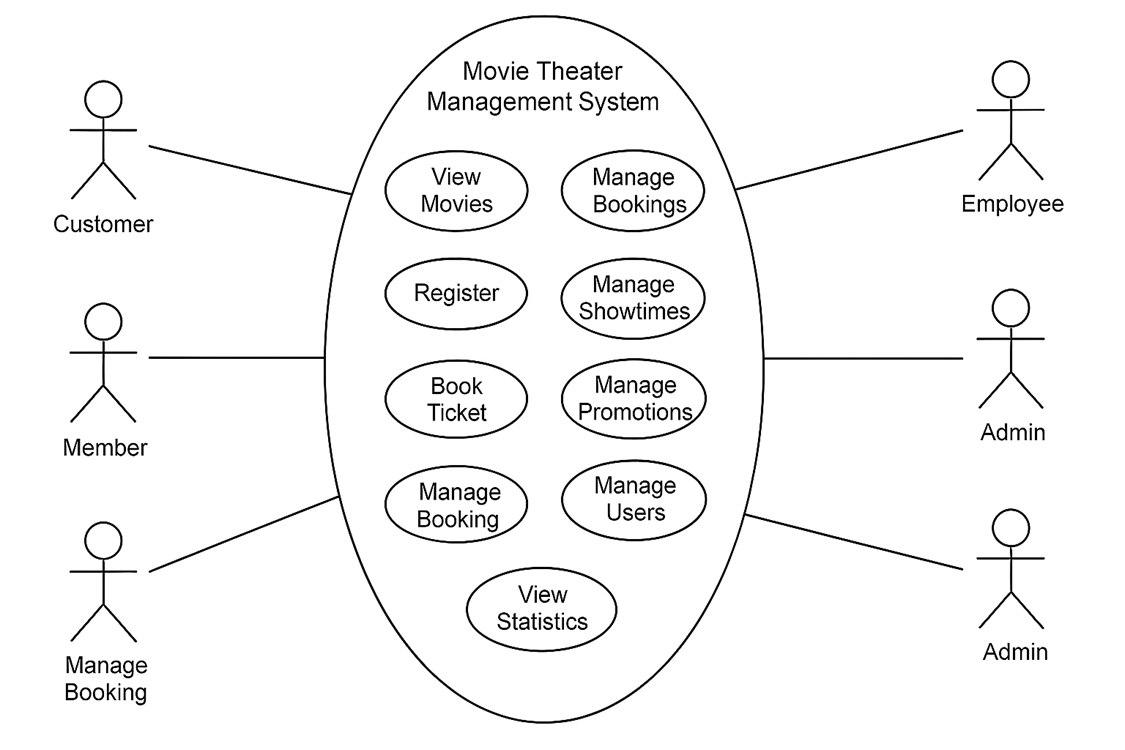 Movie Theater
Management System
Customer
Member
Manage
Booking
View
Movies
Register
Book
Ticket
Manage
Booking
Manage
Bookings
Manage
Showtimes
Manage
Promotions
Manage
Users
View
Statistics
Employee
Admin
Admin